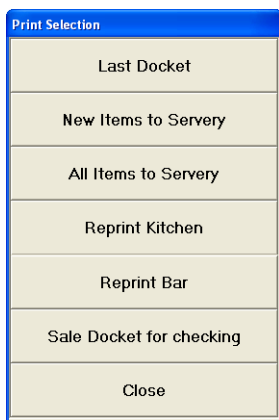 Print Selection
Last Docket
New Items to Servery
All Items to Servery
Reprint Kitchen
Reprint Bar
Sale Docket for checking
Close